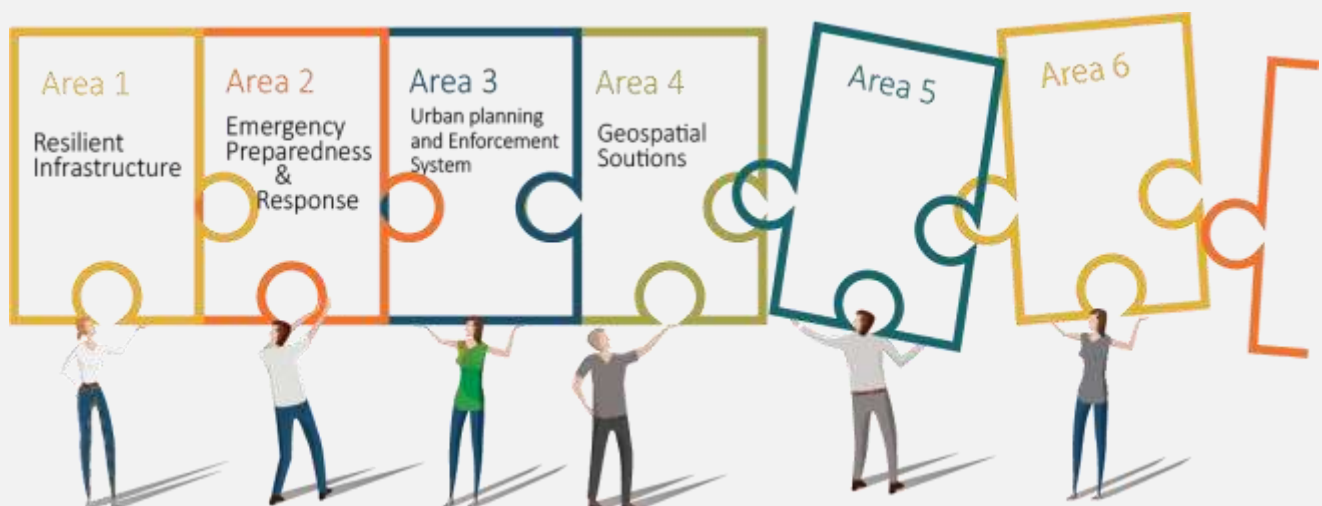 Area 1
Resilient
Infrastructure
Area 2
Emergency
Preparedness
&
Response
Area 3
Urban planning
and Enforcement
System
Area 4
Geospatial
Soutions
Area 5
Area 6